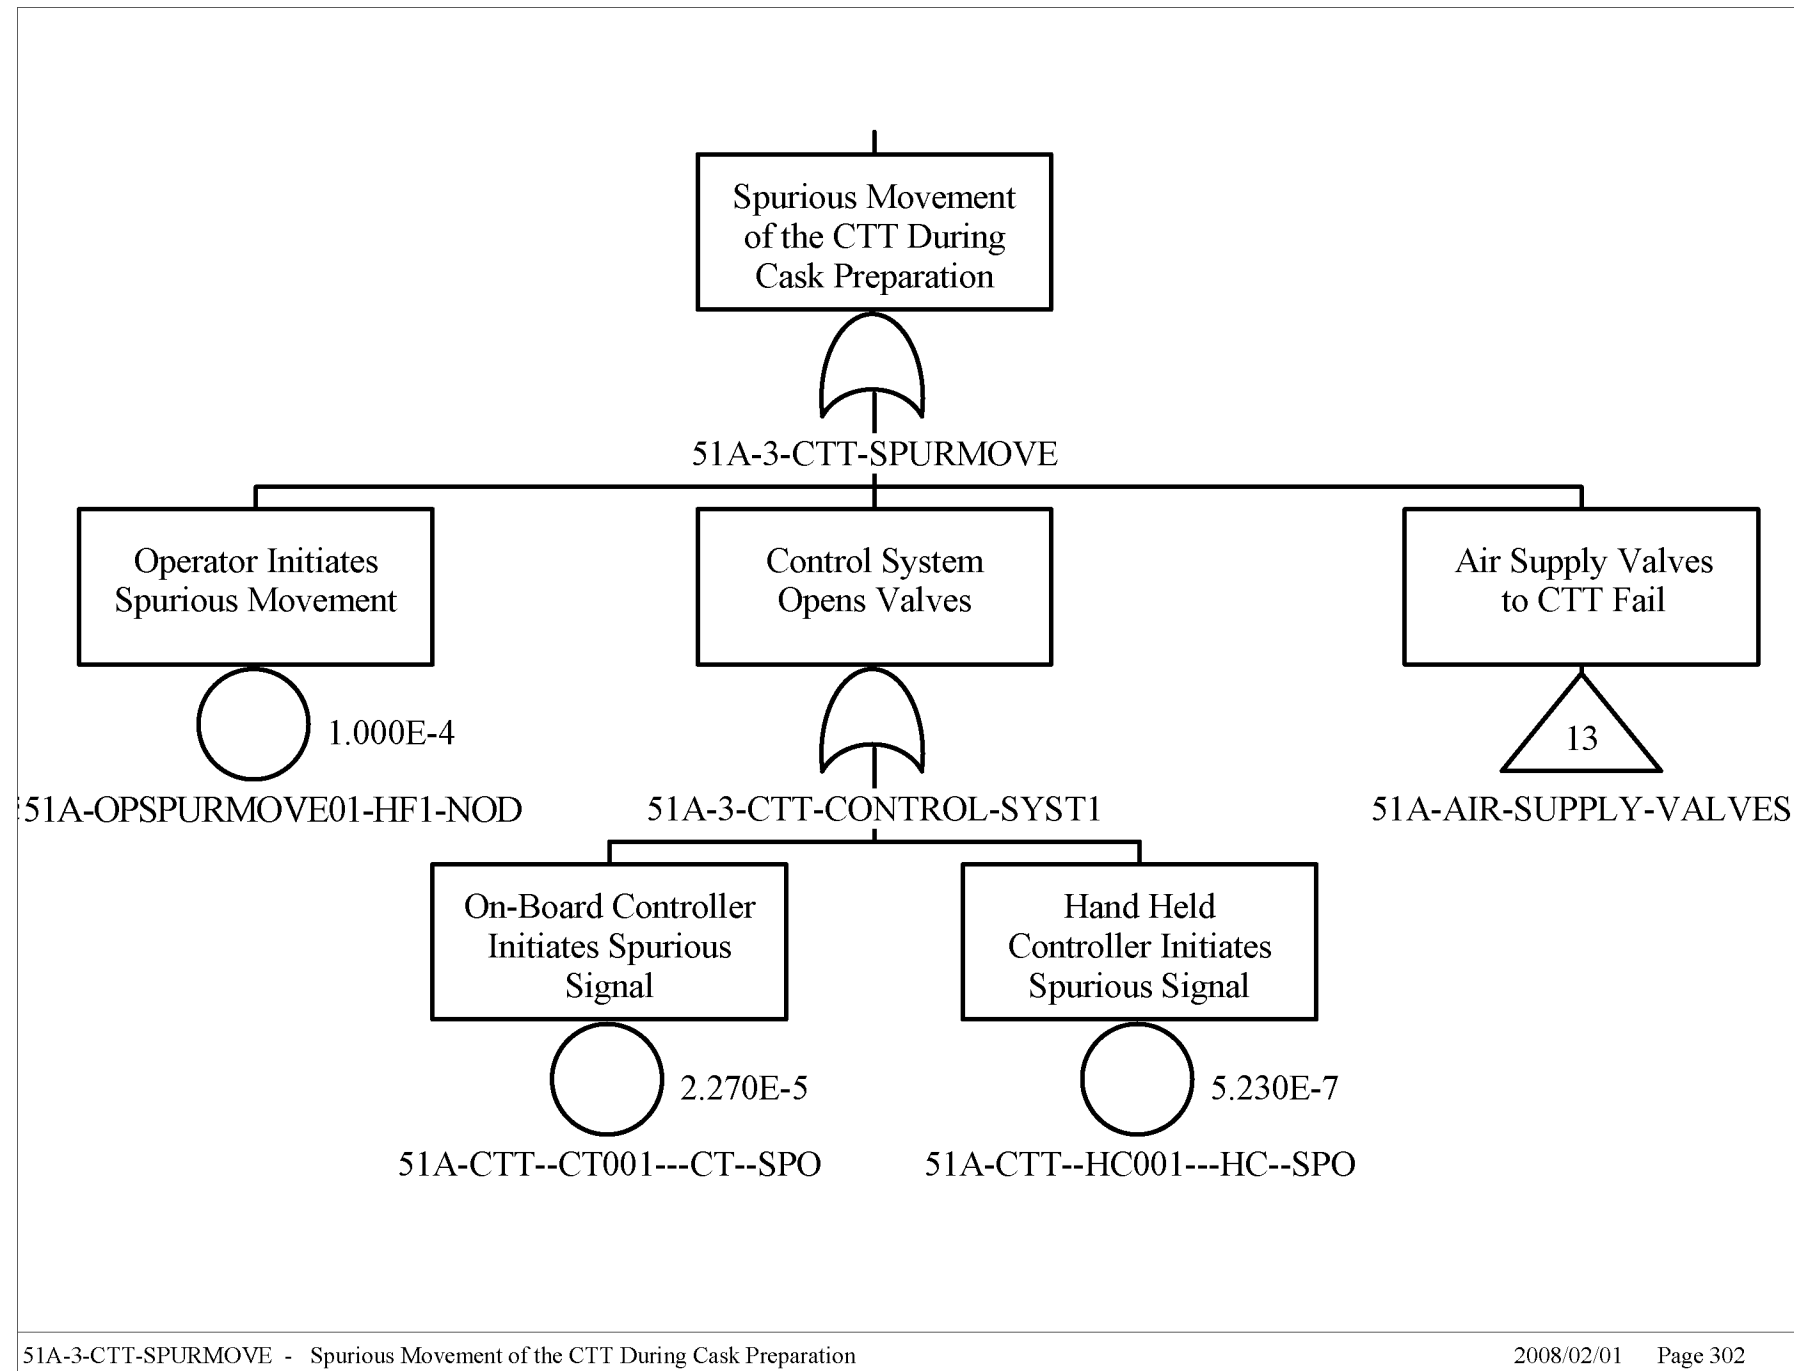 Spurious Movement
of the CTT During
Cask Preparation
51A-3-CTT-SPURMOVE
Operator Initiates
Spurious Movement
Control System
Opens Valves
Air Supply Valves
to CTT Fail
1.000E-4
13
51A-OPSPURMOVE01-HF1-NOD
51A-3-CTT-CONTROL-SYST1
51A-AIR-SUPPLY-VALVES
On-Board Controller
Initiates Spurious
Signal
Hand Held
Controller Initiates
Spurious Signal
2.270E-5
5.230E-7
51A-CTT--CT001---CT--SPO
51A-CTT--HC001---HC--SPO
51A-3-CTT-SPURMOVE - Spurious Movement of the CTT During Cask Preparation
2008/02/01 Page 302